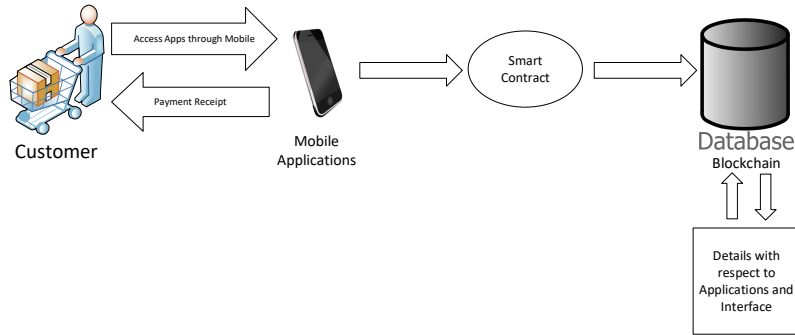 Access Apps through Mobile
Payment Receipt
Customer
Mobile
Applications
Smart
Contract
Database
Blockchain
Details with
respect to
Applications and
Interface